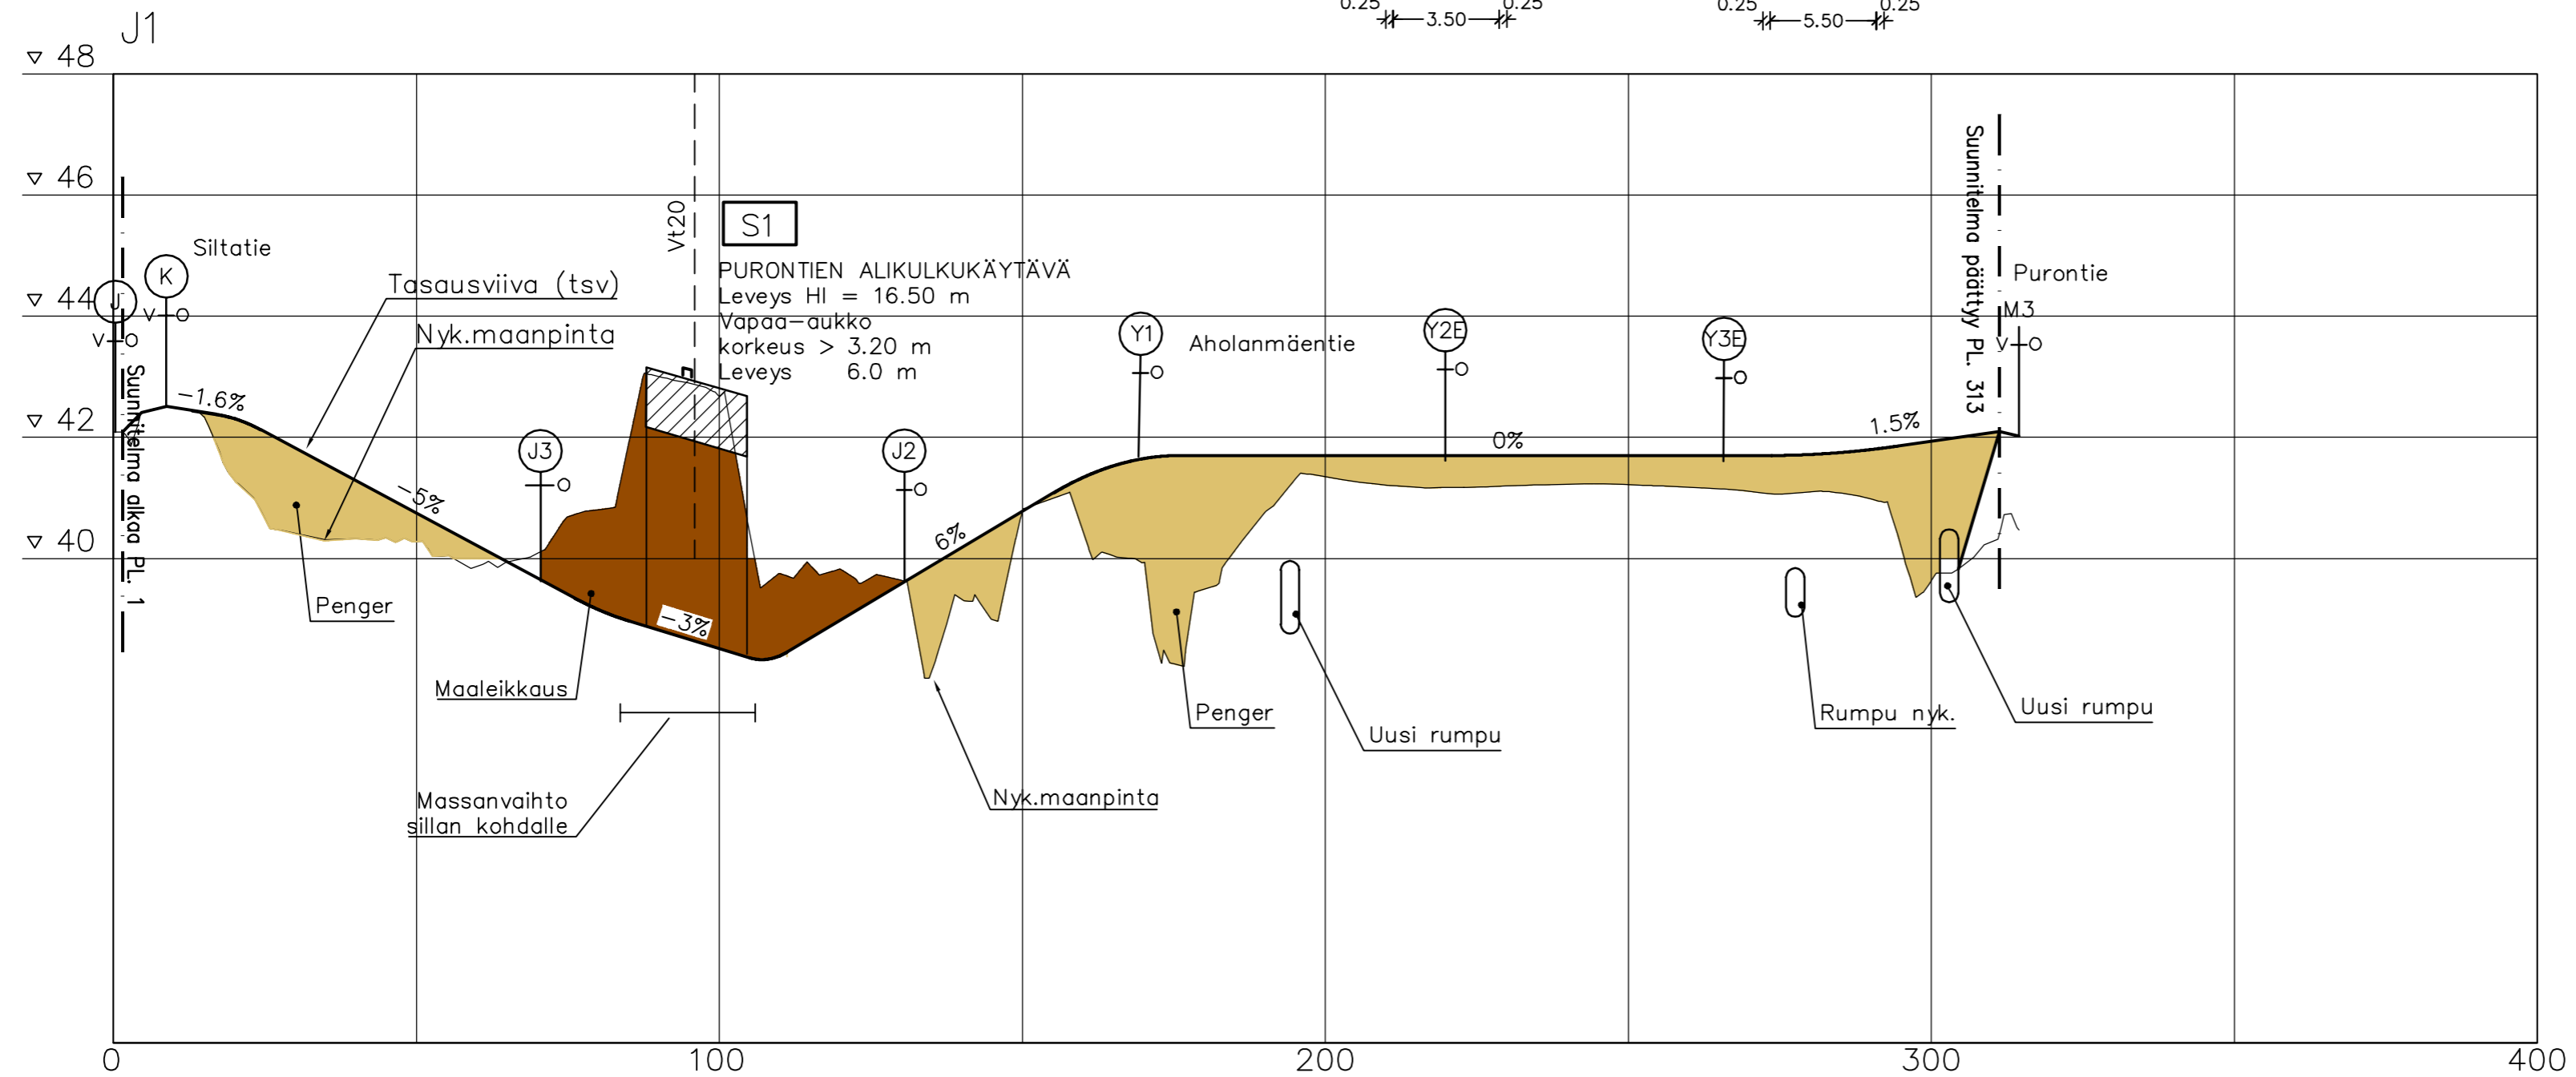 J1
0.25 3.50 0.25
0.25 5.50 0.25
48
46
44
42
40
J
v-o
K
v-o
Siltatie
Suunnitelma alkaa PL. 1
Tasausviiva (tsv)
Nyk.maanpinta
-1.6%
-5%
Penger
J3
o
Maaleikkaus
Massanvaihto
sillan kohdalle
Vt20
S1
PURONTIEN ALIKULKUKÄYTÄVÄ
Leveys Hl = 16.50 m
Vapaa-aukko
korkeus > 3.20 m
Leveys 6.0 m
-3%
J2
o
6%
Nyk.maanpinta
Y1
o
Aholanmäentie
Penger
Uusi rumpu
Y2E
o
0%
Y3E
o
Rumpu nyk.
1.5%
Suunnitelma päättyy PL. 313
Purontie
M3
v-o
Uusi rumpu
0
100
200
300
400